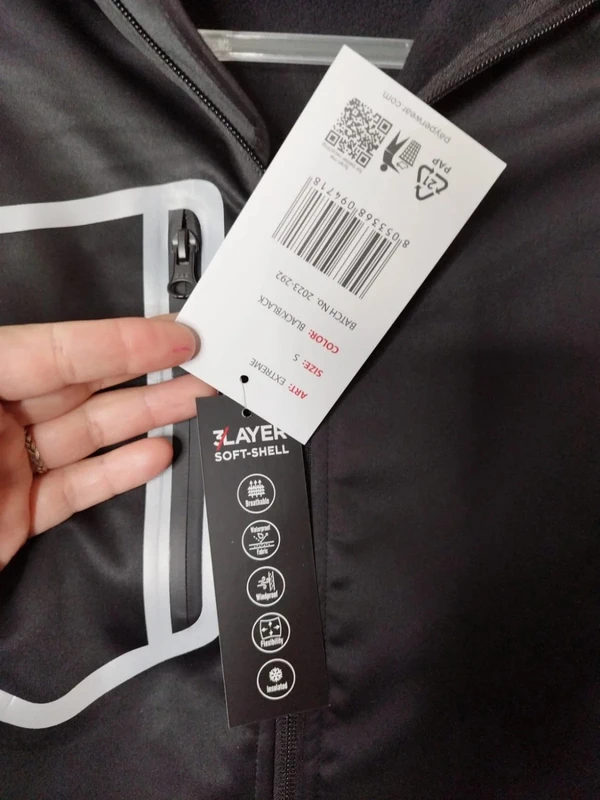 ART: EXTREME
SIZE: S
COLOR: BLACK/BLACK
BATCH No. 2023-292
8 053368 094718
21
PAP
payperwear.com
3LAYER
SOFT-SHELL
Breathable
Waterproof
Fabric
Windproof
Flexibility
Insulated